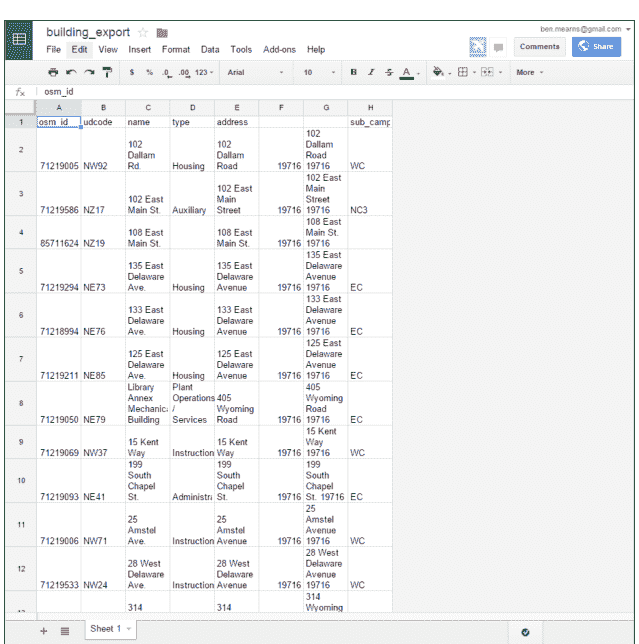 building_export
ben.mearns@gmail.com
File Edit View Insert Format Data Tools Add-ons Help
Comments
Share
$ % .0 .00 123 Arial 10 B I S A More
fx osm_id
A B C D E F G H
1 osm_id udcode name type address sub_camp
2 71219005 NW92 102 Dallam Rd. Housing 102 Dallam Road 19716 102 Dallam Road 19716 WC
3 71219586 NZ17 102 East Main St. Auxiliary 102 East Main Street 19716 102 East Main Street 19716 NC3
4 85711624 NZ19 108 East Main St. 108 East Main St. 19716 108 East Main St. 19716
5 71219294 NE73 135 East Delaware Ave. Housing 135 East Delaware Avenue 19716 135 East Delaware Avenue 19716 EC
6 71218994 NE76 133 East Delaware Ave. Housing 133 East Delaware Avenue 19716 133 East Delaware Avenue 19716 EC
7 71219211 NE85 125 East Delaware Ave. Housing 125 East Delaware Avenue 19716 125 East Delaware Avenue 19716 EC
8 71219050 NE79 Library Annex Mechanic Building Plant Operations / Services 405 Wyoming Road 19716 405 Wyoming Road 19716 EC
9 71219069 NW37 15 Kent Way Instruction 15 Kent Way 19716 15 Kent Way 19716 WC
10 71219093 NE41 199 South Chapel St. Administra 199 South Chapel St. 19716 199 South Chapel St. 19716 EC
11 71219006 NW71 25 Amstel Ave. Instruction 25 Amstel Avenue 19716 25 Amstel Avenue 19716 WC
12 71219533 NW24 28 West Delaware Ave. Instruction 28 West Delaware Avenue 19716 28 West Delaware Avenue 19716 WC
314 314 314 Wyoming
Sheet 1